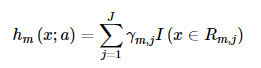 $h_m(x; a) = \sum_{j=1}^{J} \gamma_{m,j} I(x \in R_{m,j})$